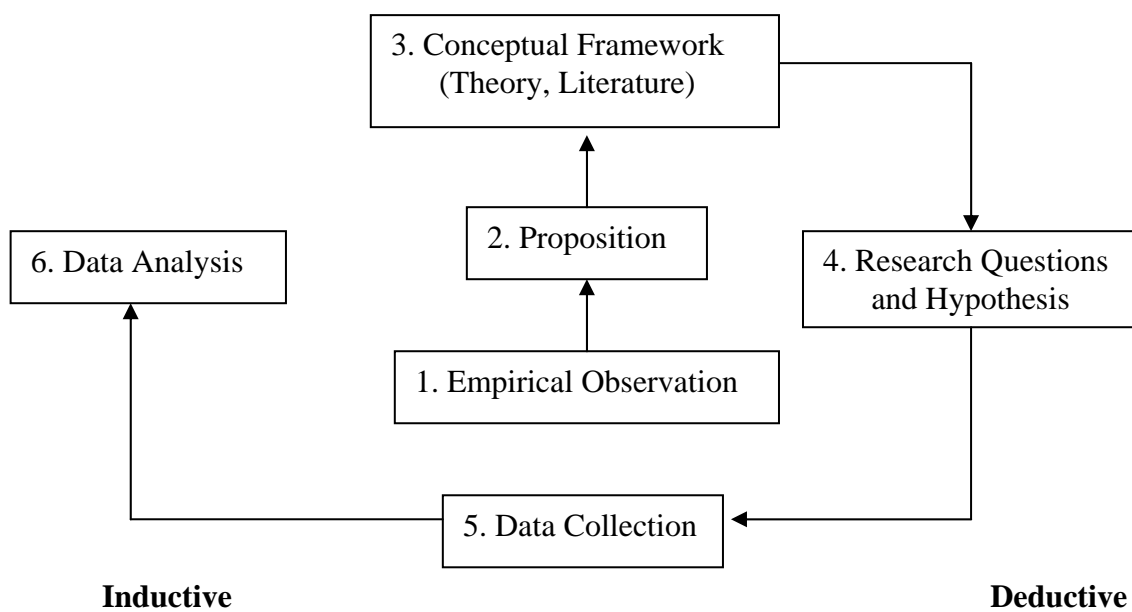 3. Conceptual Framework
(Theory, Literature)
2. Proposition
6. Data Analysis
4. Research Questions
and Hypothesis
1. Empirical Observation
5. Data Collection
Inductive
Deductive